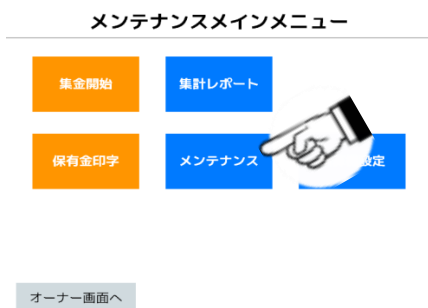 メンテナンスメインメニュー
集金開始
集計レポート
保有金印字
メンテナンス
定
オーナー画面へ